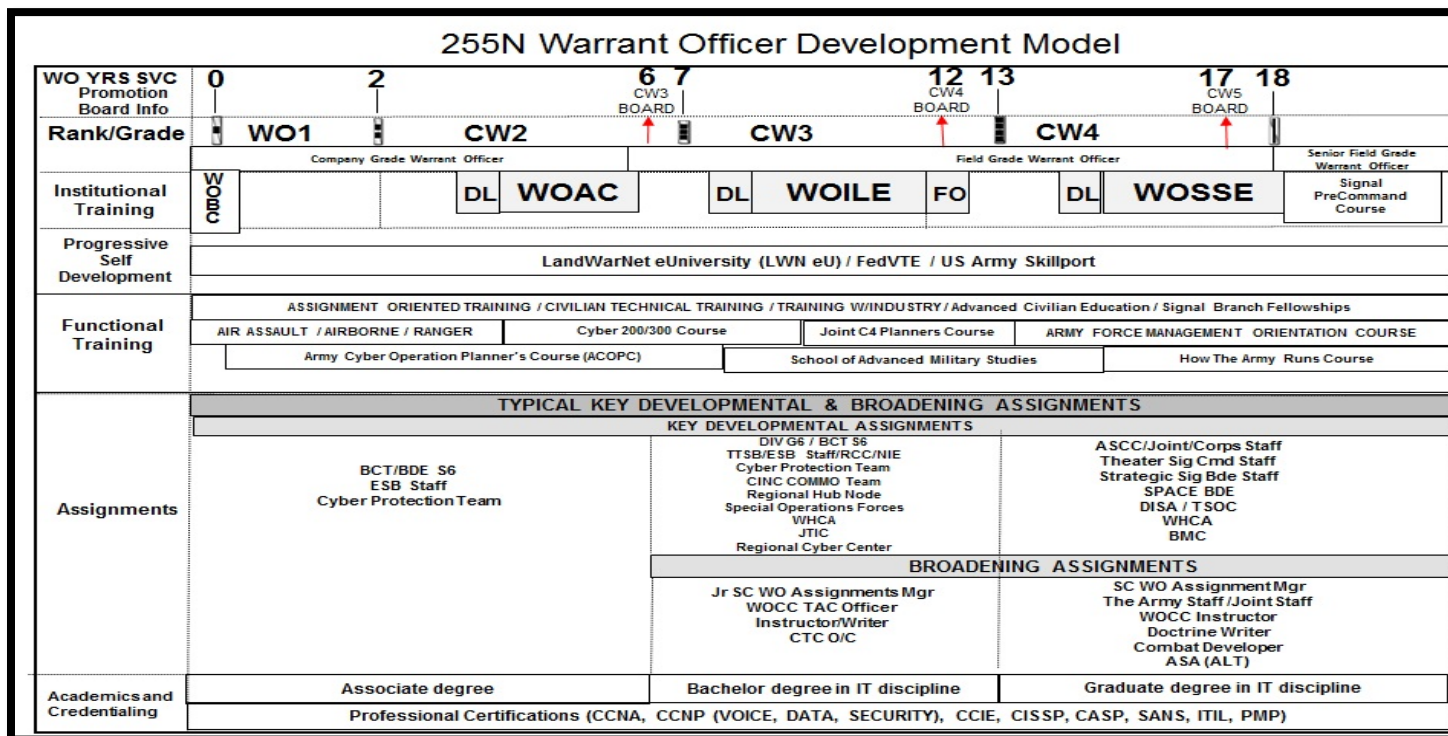 255N Warrant Officer Development Model
WO YRS SVC 0 2 6 7 12 13 17 18
Promotion
Board Info
CW3
BOARD
CW4
BOARD
CW5
BOARD
Rank/Grade WO1 CW2 CW3 CW4
Company Grade Warrant Officer
Field Grade Warrant Officer
Senior Field Grade
Warrant Officer
Institutional
Training
WOBC
DL WOAC DL WOILE FO DL WOSSE
Signal
PreCommand
Course
Progressive
Self
Development
LandWarNet eUniversity (LWN eU) / FedVTE / US Army Skillport
Functional
Training
ASSIGNMENT ORIENTED TRAINING / CIVILIAN TECHNICAL TRAINING / TRAINING W/INDUSTRY / Advanced Civilian Education / Signal Branch Fellowships
AIR ASSAULT / AIRBORNE / RANGER
Cyber 200/300 Course
Joint C4 Planners Course
ARMY FORCE MANAGEMENT ORIENTATION COURSE
Army Cyber Operation Planner's Course (ACOPC)
School of Advanced Military Studies
How The Army Runs Course
Assignments
TYPICAL KEY DEVELOPMENTAL & BROADENING ASSIGNMENTS
KEY DEVELOPMENTAL ASSIGNMENTS
BCT/BDE S6
ESB Staff
Cyber Protection Team
DIV G6 / BCT S6
TTSB/ESB Staff/RCC/NIE
Cyber Protection Team
CINC COMMO Team
Regional Hub Node
Special Operations Forces
WHCA
JTIC
Regional Cyber Center
ASCC/Joint/Corps Staff
Theater Sig Cmd Staff
Strategic Sig Bde Staff
SPACE BDE
DISA / TSOC
WHCA
BMC
BROADENING ASSIGNMENTS
Jr SC WO Assignments Mgr
WOCC TAC Officer
Instructor/Writer
CTC O/C
SC WO Assignment Mgr
The Army Staff /Joint Staff
WOCC Instructor
Doctrine Writer
Combat Developer
ASA (ALT)
Academics and
Credentialing
Associate degree
Bachelor degree in IT discipline
Graduate degree in IT discipline
Professional Certifications (CCNA, CCNP (VOICE, DATA, SECURITY), CCIE, CISSP, CASP, SANS, ITIL, PMP)